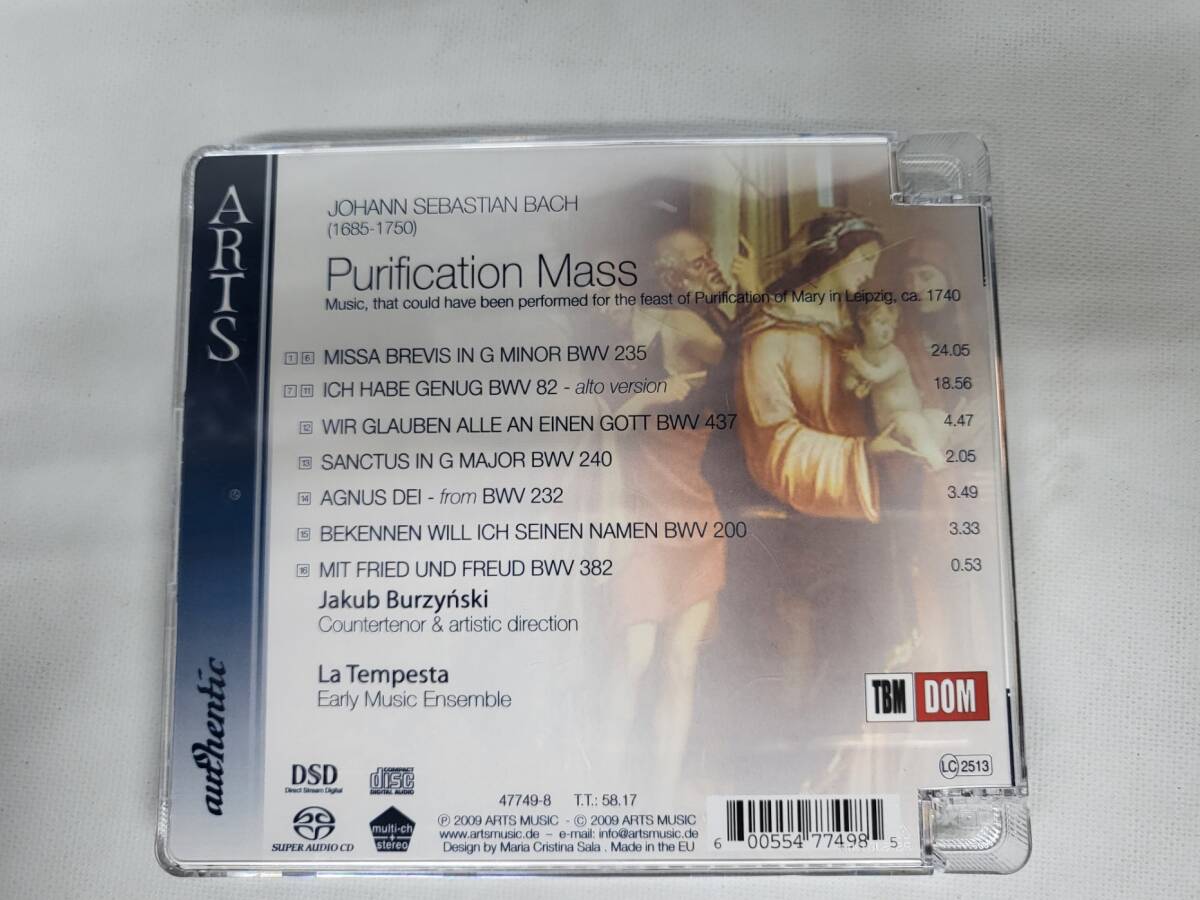 ARTS
authentic
JOHANN SEBASTIAN BACH
(1685-1750)
Purification Mass
Music, that could have been performed for the feast of Purification of Mary in Leipzig, ca. 1740
1 6 MISSA BREVIS IN G MINOR BWV 235 24.05
7 11 ICH HABE GENUG BWV 82 - alto version 18.56
12 WIR GLAUBEN ALLE AN EINEN GOTT BWV 437 4.47
13 SANCTUS IN G MAJOR BWV 240 2.05
14 AGNUS DEI - from BWV 232 3.49
15 BEKENNEN WILL ICH SEINEN NAMEN BWV 200 3.33
16 MIT FRIED UND FREUD BWV 382 0.53
Jakub Burzyński
Countertenor & artistic direction
La Tempesta
Early Music Ensemble
TBM DOM
LC 2513
DSD
Direct Stream Digital
COMPACT
disc
DIGITAL AUDIO
SUPER AUDIO CD
multi-ch
+
stereo
47749-8 T.T.: 58.17
℗ 2009 ARTS MUSIC - © 2009 ARTS MUSIC
www.artsmusic.de – e-mail: info@artsmusic.de
Design by Maria Cristina Sala . Made in the EU
6 00554 77498 5